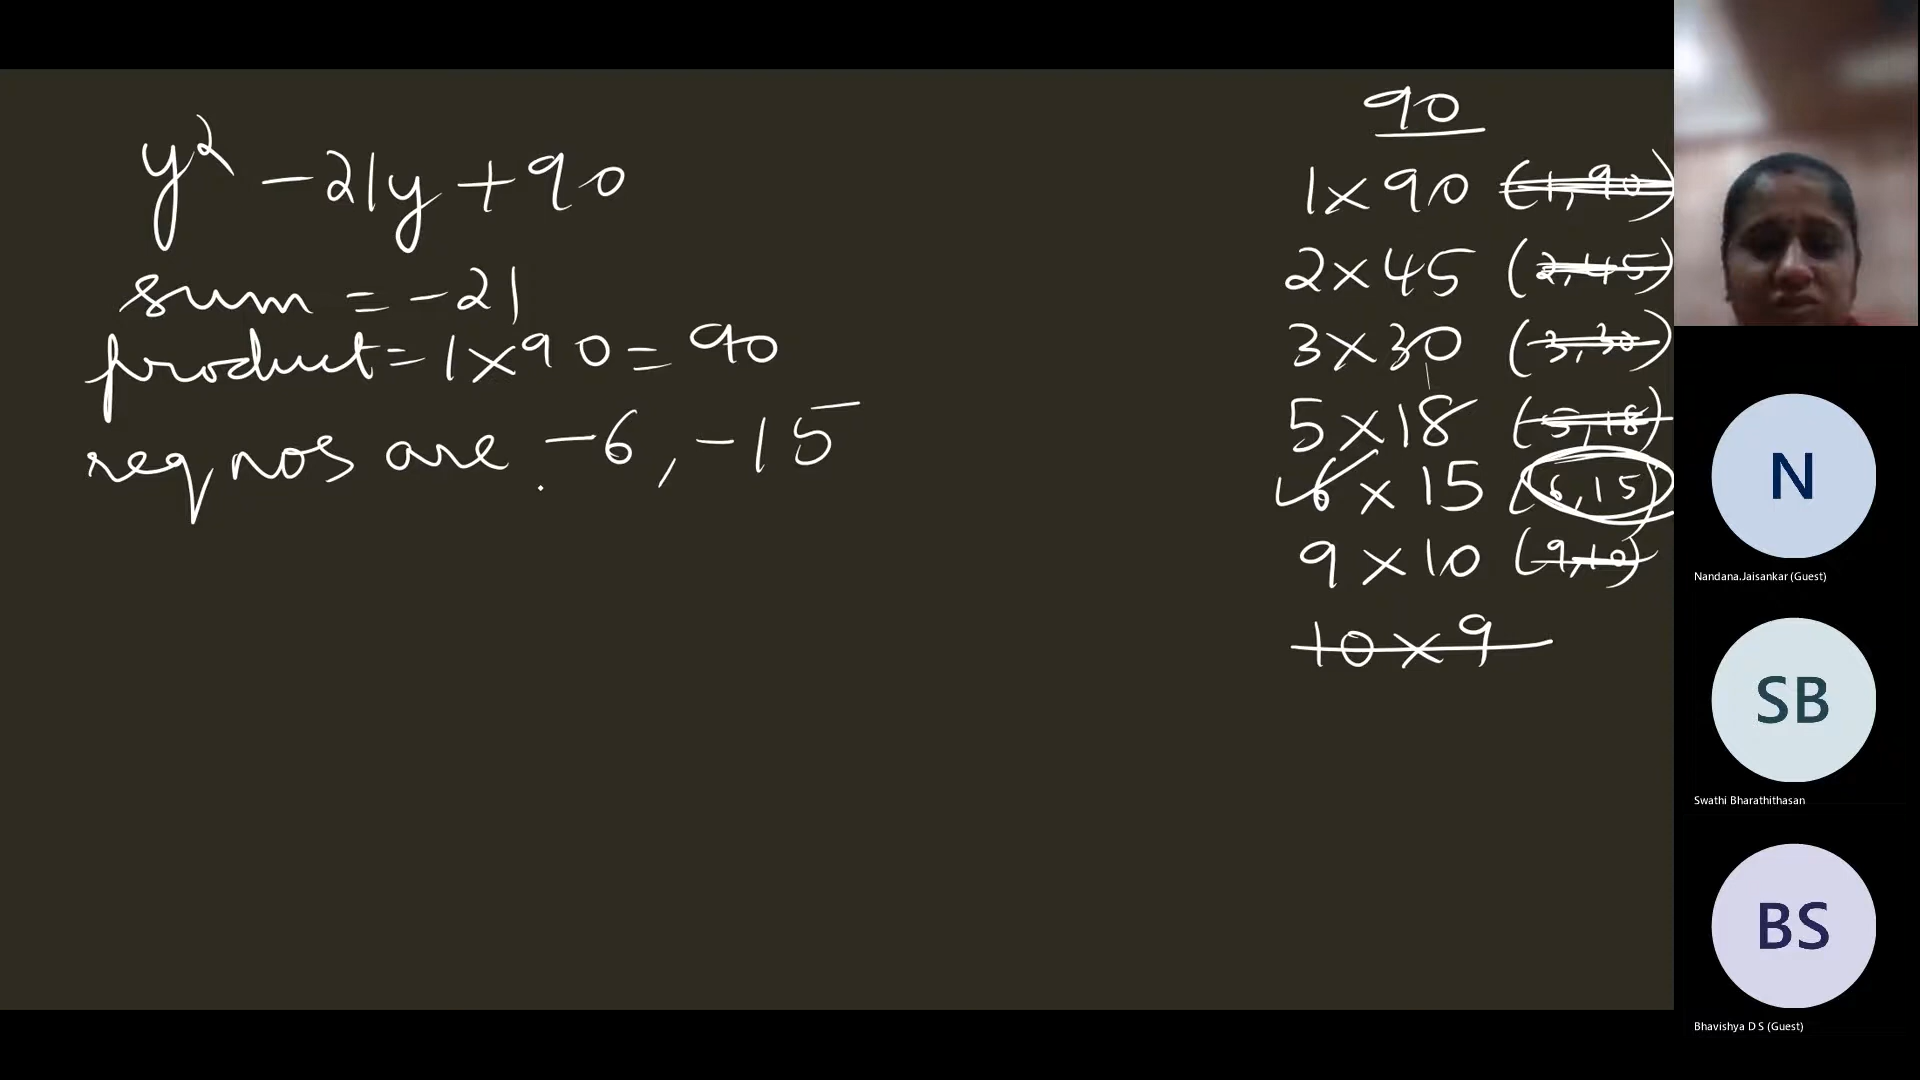 y² - 21y + 90
sum = -21
product = 1 x 90 = 90
req nos are -6, -15
90
1 x 90 (1, 90)
2 x 45 (2, 45)
3 x 30 (3, 30)
5 x 18 (5, 18)
6 x 15 (6, 15)
9 x 10 (9, 10)
10 x 9
N
Nandana.Jaisankar (Guest)
SB
Swathi Bharathithasan
BS
Bhavishya D S (Guest)